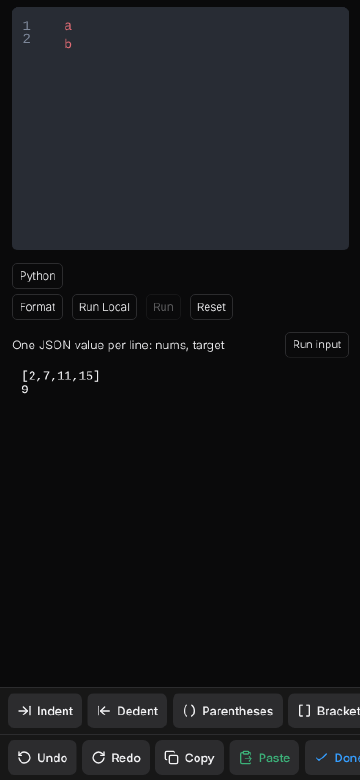 1 a
2 b
Python
Format Run Local Run Reset
One JSON value per line: nums, target Run input
[2,7,11,15]
9
Indent Dedent () Parentheses [] Bracket
Undo Redo Copy Paste Don